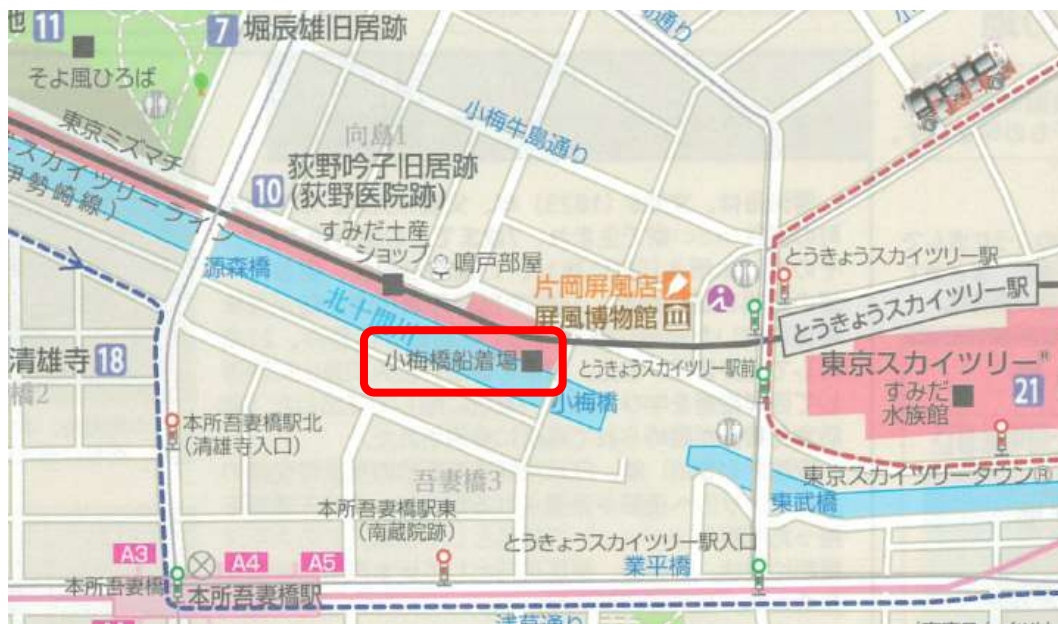 11
7 堀辰雄旧居跡
そよ風ひろば
東京ミズマチ
スカイツリーライン
伊勢崎線）
向島1
小梅牛島通り
荻野吟子旧居跡
10 (荻野医院跡)
すみだ土産
ショップ
鳴戸部屋
源森橋
北十間川
片岡屏風店
屏風博物館
とうきょうスカイツリー駅
とうきょうスカイツリー駅
小梅橋船着場
とうきょうスカイツリー駅前
小梅橋
東京スカイツリー®
すみだ
水族館
21
清雄寺 18
橋2
本所吾妻橋駅北
(清雄寺入口)
吾妻橋3
東京スカイツリータウン®
東武橋
本所吾妻橋駅東
(南蔵院跡)
とうきょうスカイツリー駅入口
業平橋
A3
A4
A5
本所吾妻橋
本所吾妻橋駅
浅草通り